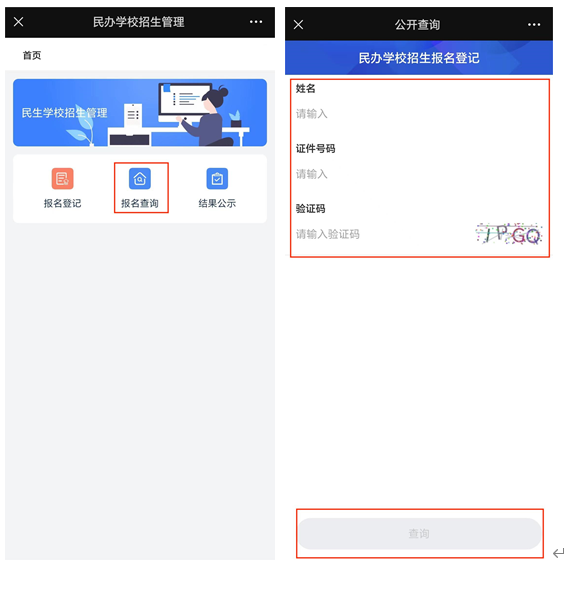 民办学校招生管理
首页
民生学校招生管理
报名登记
报名查询
结果公示
公开查询
民办学校招生报名登记
姓名
请输入
证件号码
请输入
验证码
请输入验证码
查询